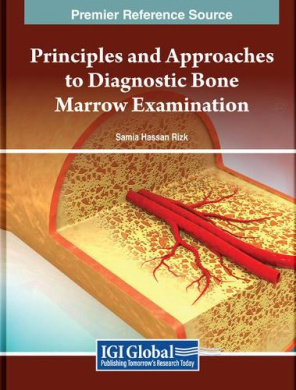 Premier Reference Source
Principles and Approaches
to Diagnostic Bone
Marrow Examination
Samia Hassan Rizk
IGI Global
Publishing Tomorrow's Research Today